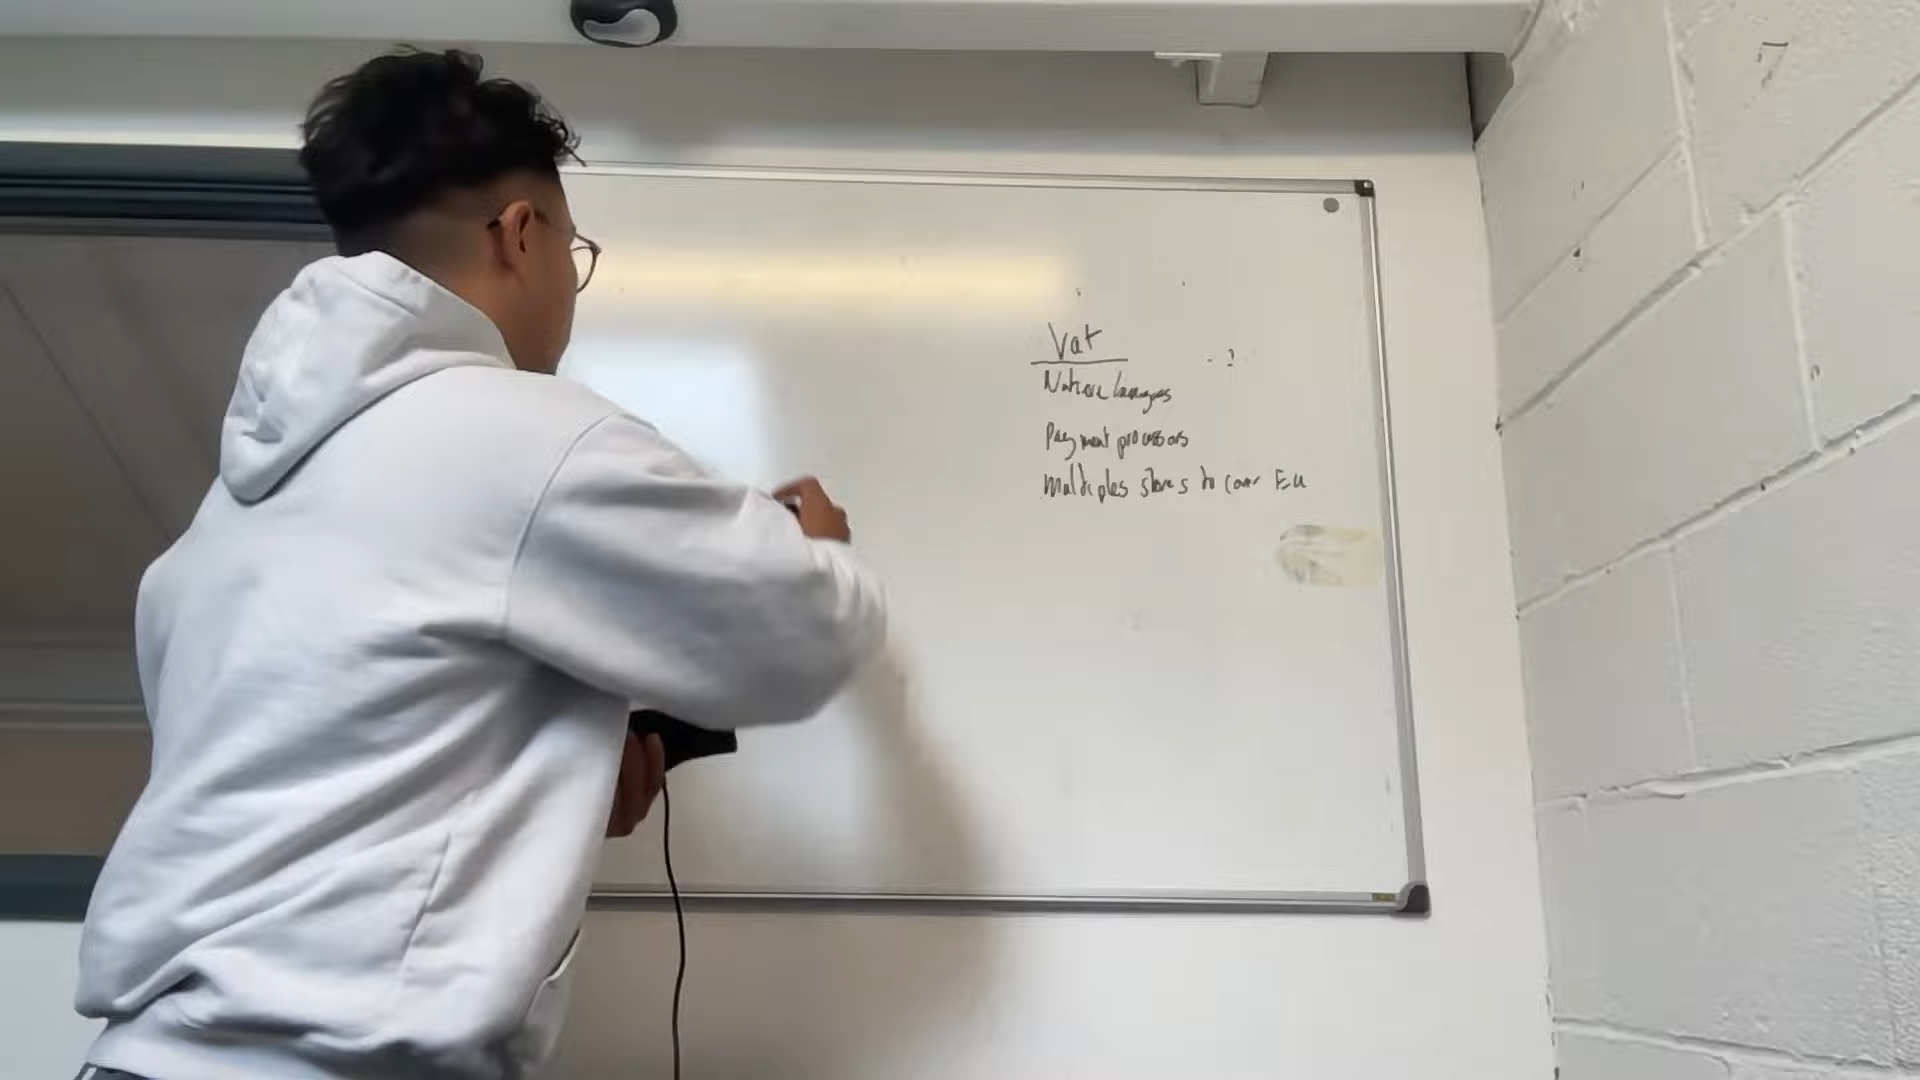 Vat
Native languages
Payment processors
Multiples stores to cover EU